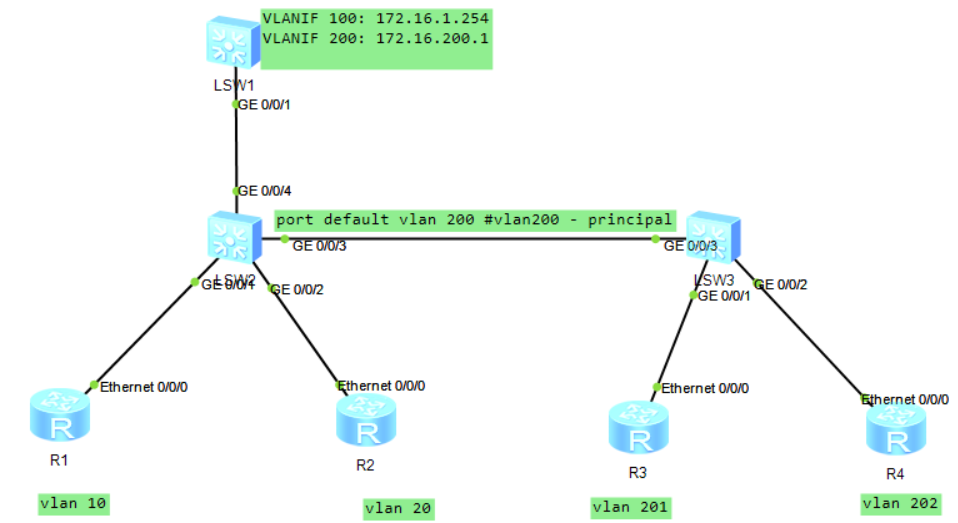 VLANIF 100: 172.16.1.254
VLANIF 200: 172.16.200.1
LSW1
GE 0/0/1
GE 0/0/4
port default vlan 200 #vlan200 - principal
GE 0/0/3
GE 0/0/3
LSW2
GE 0/0/1
GE 0/0/2
LSW3
GE 0/0/1
GE 0/0/2
Ethernet 0/0/0
Ethernet 0/0/0
Ethernet 0/0/0
Ethernet 0/0/0
R
R
R
R
R1
R2
R3
R4
vlan 10
vlan 20
vlan 201
vlan 202